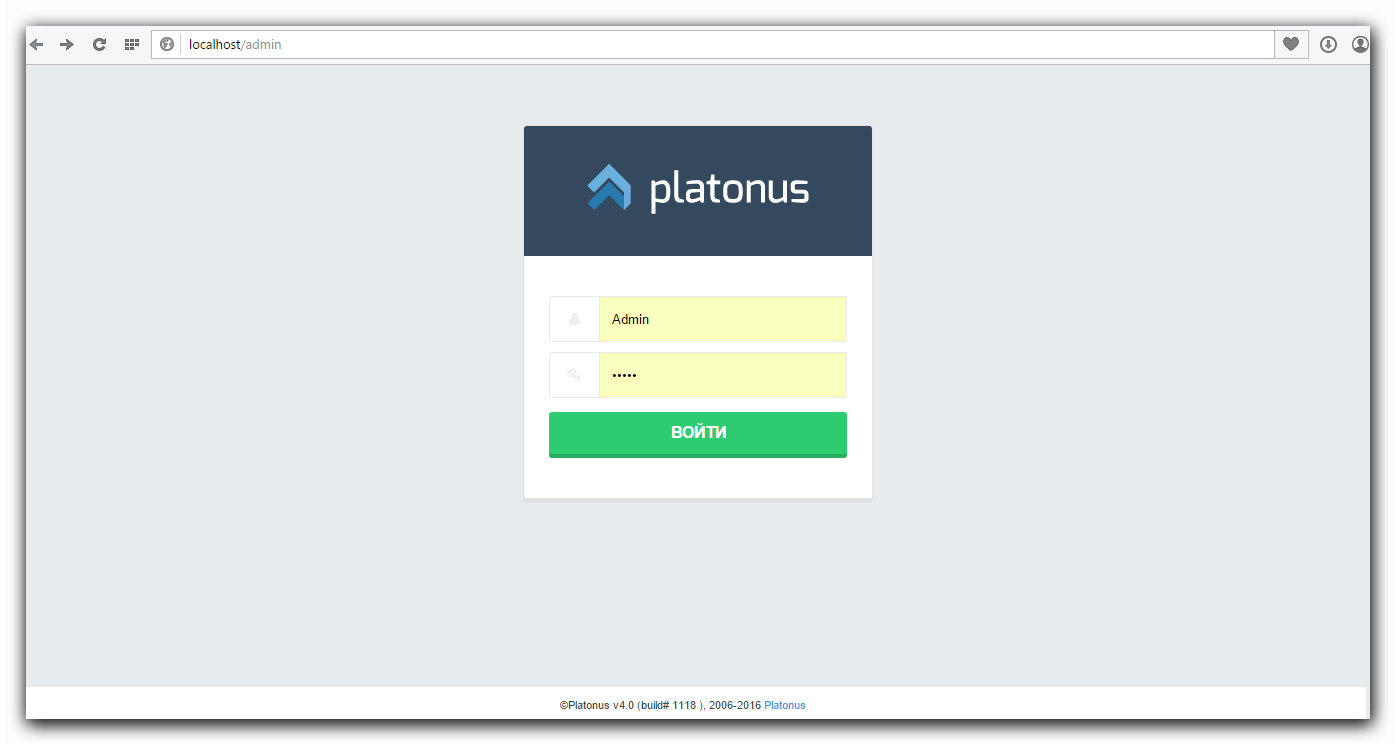 localhost/admin
platonus
Admin
•••••
ВОЙТИ
©Platonus v4.0 (build# 1118 ), 2006-2016 Platonus